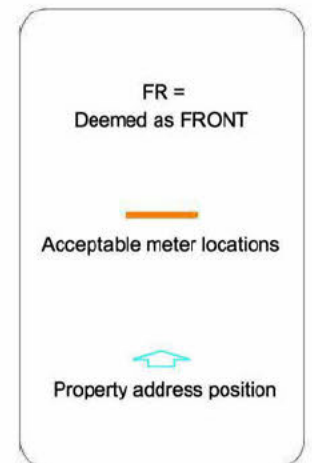 FR =
Deemed as FRONT
Acceptable meter locations
Property address position